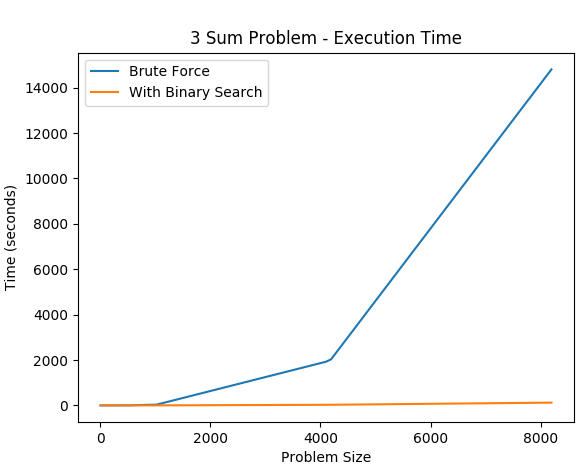 3 Sum Problem - Execution Time
Brute Force
With Binary Search
14000
12000
10000
8000
6000
4000
2000
0
Time (seconds)
0 2000 4000 6000 8000
Problem Size